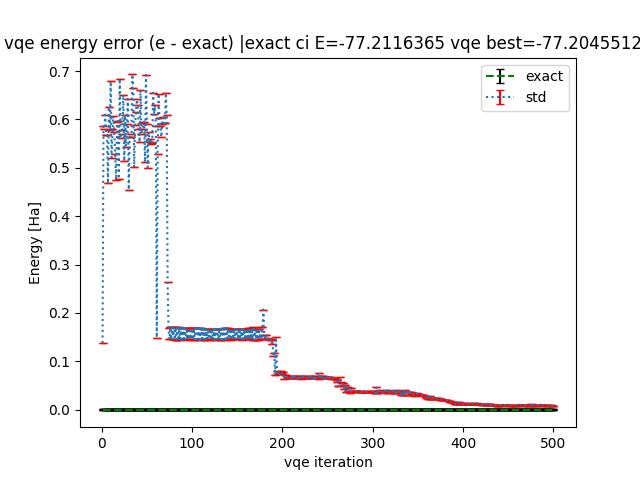 vqe energy error (e - exact) |exact ci E=-77.2116365 vqe best=-77.2045512
exact
std
Energy [Ha]
0.7
0.6
0.5
0.4
0.3
0.2
0.1
0.0
0 100 200 300 400 500
vqe iteration